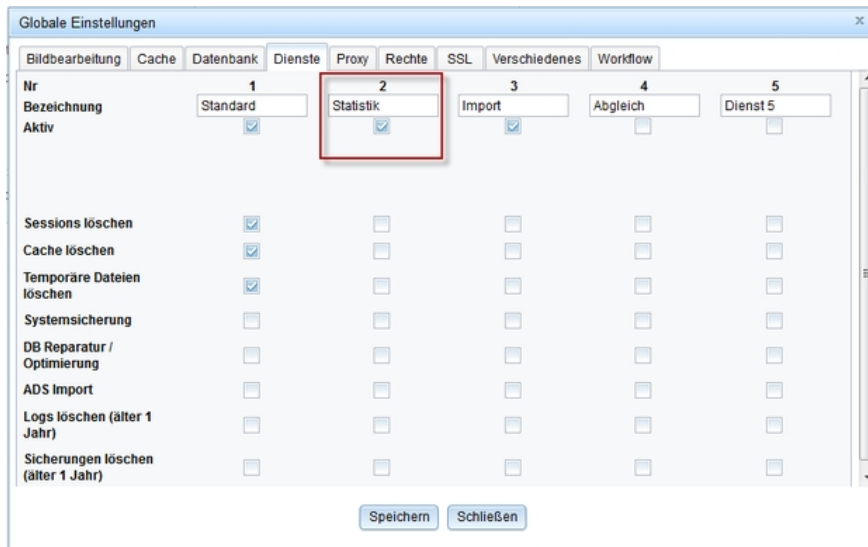 Globale Einstellungen x
Bildbearbeitung Cache Datenbank Dienste Proxy Rechte SSL Verschiedenes Workflow
Nr 1 2 3 4 5
Bezeichnung Standard Statistik Import Abgleich Dienst 5
Aktiv
Sessions löschen
Cache löschen
Temporäre Dateien
löschen
Systemsicherung
DB Reparatur /
Optimierung
ADS Import
Logs löschen (älter 1
Jahr)
Sicherungen löschen
(älter 1 Jahr)
Speichern Schließen